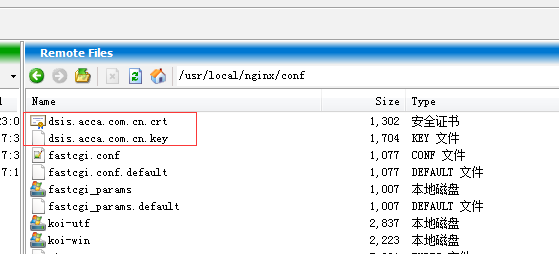 Remote Files
/usr/local/nginx/conf
Name Size Type
dsis.acca.com.cn.crt 1,302 安全证书
dsis.acca.com.cn.key 1,704 KEY 文件
fastcgi.conf 1,077 CONF 文件
fastcgi.conf.default 1,077 DEFAULT 文件
fastcgi_params 1,007 本地磁盘
fastcgi_params.default 1,007 DEFAULT 文件
koi-utf 2,837 本地磁盘
koi-win 2,223 本地磁盘